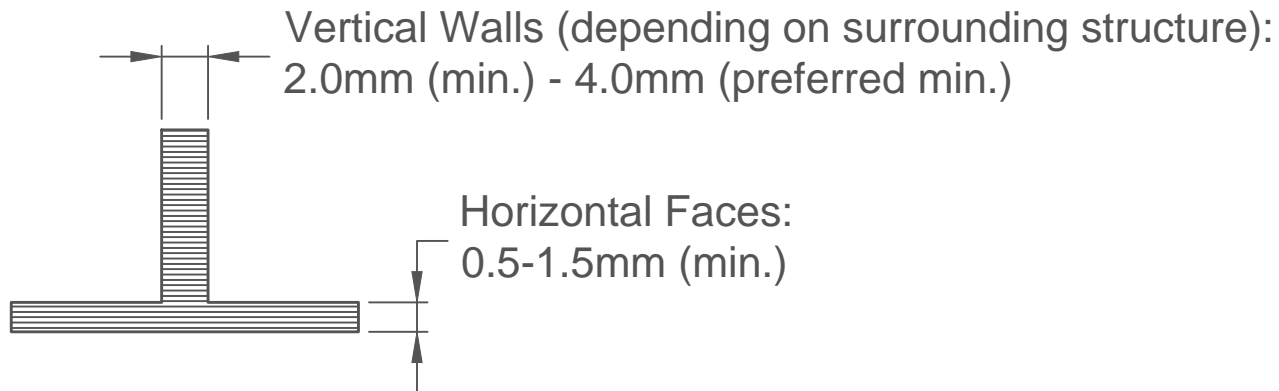 Vertical Walls (depending on surrounding structure):
2.0mm (min.) - 4.0mm (preferred min.)
Horizontal Faces:
0.5-1.5mm (min.)